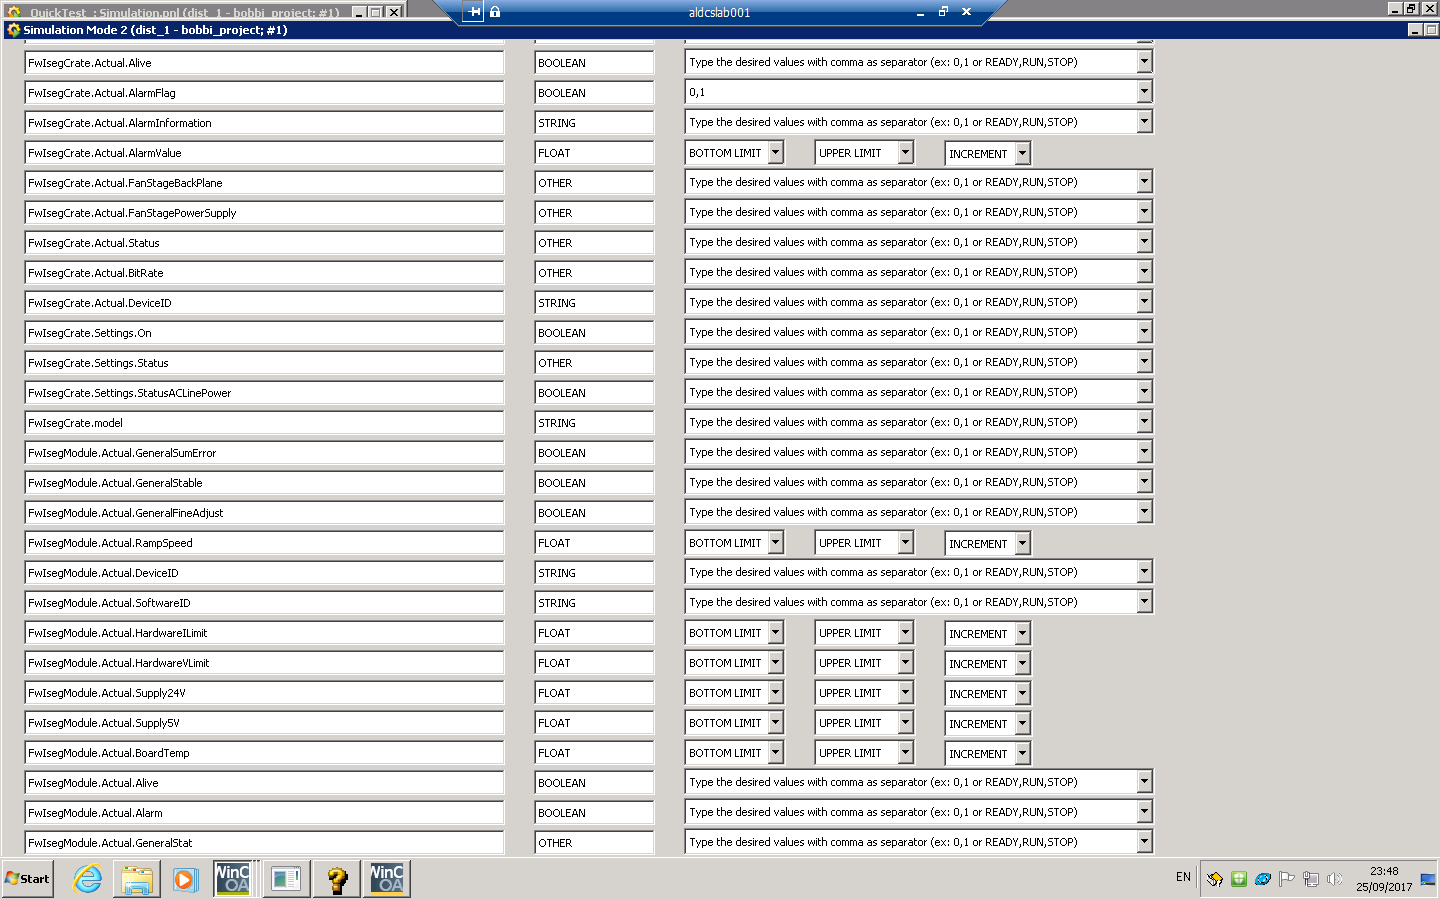 QuickTest : Simulation.pnl (dist_1 - bobbi_project; #1)
aldcslab001
Simulation Mode 2 (dist_1 - bobbi_project; #1)
FwIsegCrate.Actual.Alive BOOLEAN Type the desired values with comma as separator (ex: 0,1 or READY,RUN,STOP)
FwIsegCrate.Actual.AlarmFlag BOOLEAN 0,1
FwIsegCrate.Actual.AlarmInformation STRING Type the desired values with comma as separator (ex: 0,1 or READY,RUN,STOP)
FwIsegCrate.Actual.AlarmValue FLOAT BOTTOM LIMIT UPPER LIMIT INCREMENT
FwIsegCrate.Actual.FanStageBackPlane OTHER Type the desired values with comma as separator (ex: 0,1 or READY,RUN,STOP)
FwIsegCrate.Actual.FanStagePowerSupply OTHER Type the desired values with comma as separator (ex: 0,1 or READY,RUN,STOP)
FwIsegCrate.Actual.Status OTHER Type the desired values with comma as separator (ex: 0,1 or READY,RUN,STOP)
FwIsegCrate.Actual.BitRate OTHER Type the desired values with comma as separator (ex: 0,1 or READY,RUN,STOP)
FwIsegCrate.Actual.DeviceID STRING Type the desired values with comma as separator (ex: 0,1 or READY,RUN,STOP)
FwIsegCrate.Settings.On BOOLEAN Type the desired values with comma as separator (ex: 0,1 or READY,RUN,STOP)
FwIsegCrate.Settings.Status OTHER Type the desired values with comma as separator (ex: 0,1 or READY,RUN,STOP)
FwIsegCrate.Settings.StatusACLinePower BOOLEAN Type the desired values with comma as separator (ex: 0,1 or READY,RUN,STOP)
FwIsegCrate.model STRING Type the desired values with comma as separator (ex: 0,1 or READY,RUN,STOP)
FwIsegModule.Actual.GeneralSumError BOOLEAN Type the desired values with comma as separator (ex: 0,1 or READY,RUN,STOP)
FwIsegModule.Actual.GeneralStable BOOLEAN Type the desired values with comma as separator (ex: 0,1 or READY,RUN,STOP)
FwIsegModule.Actual.GeneralFineAdjust BOOLEAN Type the desired values with comma as separator (ex: 0,1 or READY,RUN,STOP)
FwIsegModule.Actual.RampSpeed FLOAT BOTTOM LIMIT UPPER LIMIT INCREMENT
FwIsegModule.Actual.DeviceID STRING Type the desired values with comma as separator (ex: 0,1 or READY,RUN,STOP)
FwIsegModule.Actual.SoftwareID STRING Type the desired values with comma as separator (ex: 0,1 or READY,RUN,STOP)
FwIsegModule.Actual.HardwareILimit FLOAT BOTTOM LIMIT UPPER LIMIT INCREMENT
FwIsegModule.Actual.HardwareVLimit FLOAT BOTTOM LIMIT UPPER LIMIT INCREMENT
FwIsegModule.Actual.Supply24V FLOAT BOTTOM LIMIT UPPER LIMIT INCREMENT
FwIsegModule.Actual.Supply5V FLOAT BOTTOM LIMIT UPPER LIMIT INCREMENT
FwIsegModule.Actual.BoardTemp FLOAT BOTTOM LIMIT UPPER LIMIT INCREMENT
FwIsegModule.Actual.Alive BOOLEAN Type the desired values with comma as separator (ex: 0,1 or READY,RUN,STOP)
FwIsegModule.Actual.Alarm BOOLEAN Type the desired values with comma as separator (ex: 0,1 or READY,RUN,STOP)
FwIsegModule.Actual.GeneralStat OTHER Type the desired values with comma as separator (ex: 0,1 or READY,RUN,STOP)
Start WinCC OA WinCC OA EN 23:48
25/09/2017